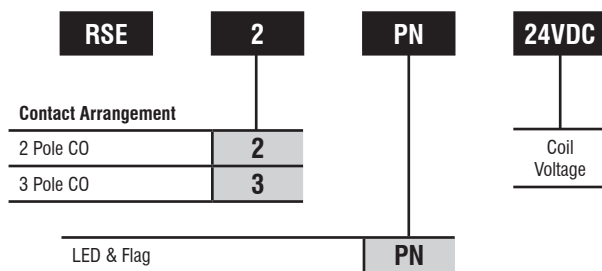 RSE 2 PN 24VDC
Contact Arrangement
2 Pole CO 2
3 Pole CO 3
Coil
Voltage
LED & Flag PN